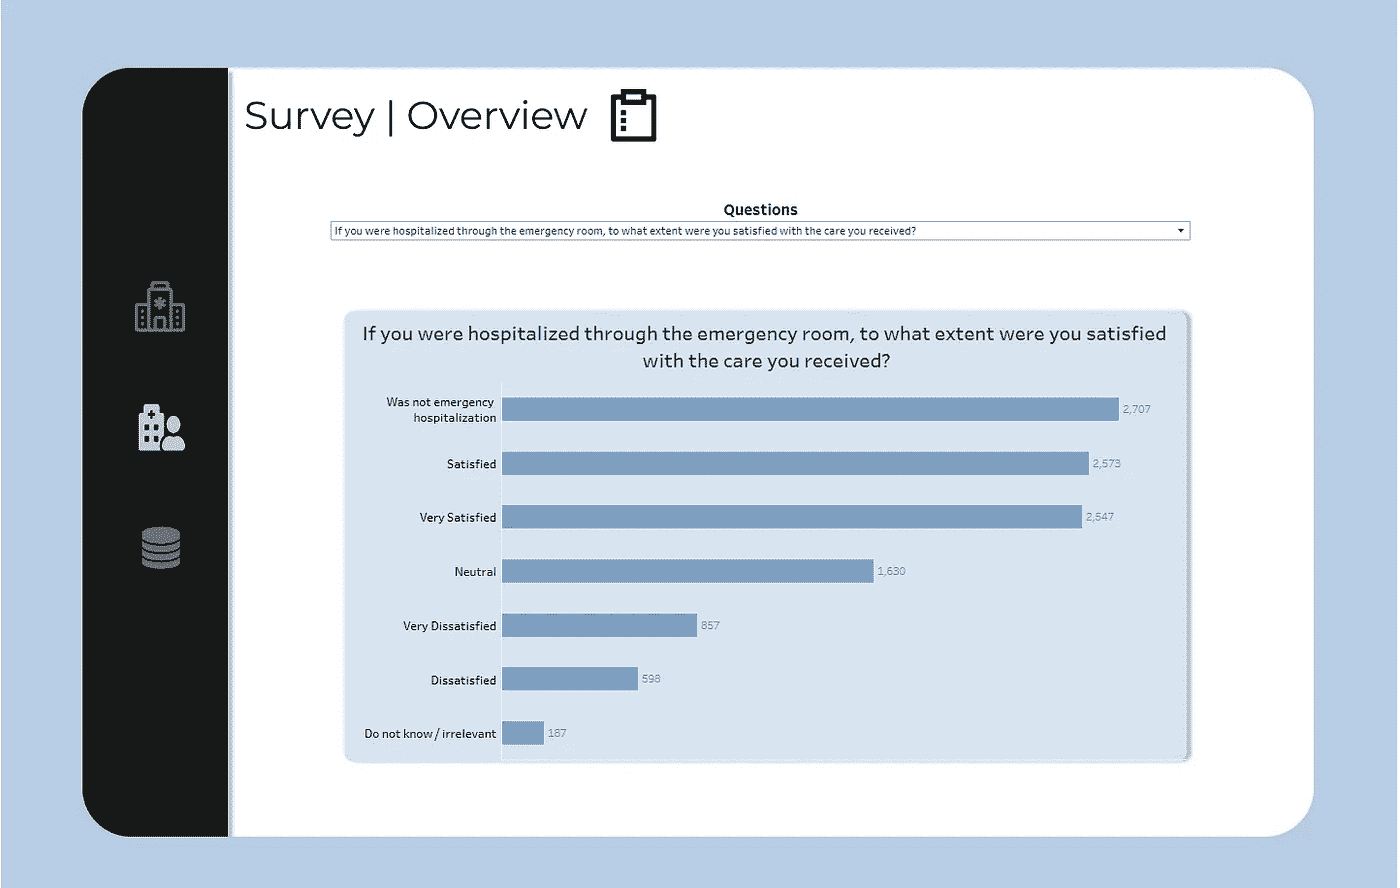 Survey | Overview
Questions
If you were hospitalized through the emergency room, to what extent were you satisfied with the care you received?
If you were hospitalized through the emergency room, to what extent were you satisfied
with the care you received?
Was not emergency
hospitalization
2,707
Satisfied
2,573
Very Satisfied
2,547
Neutral
1,630
Very Dissatisfied
857
Dissatisfied
598
Do not know / irrelevant
187